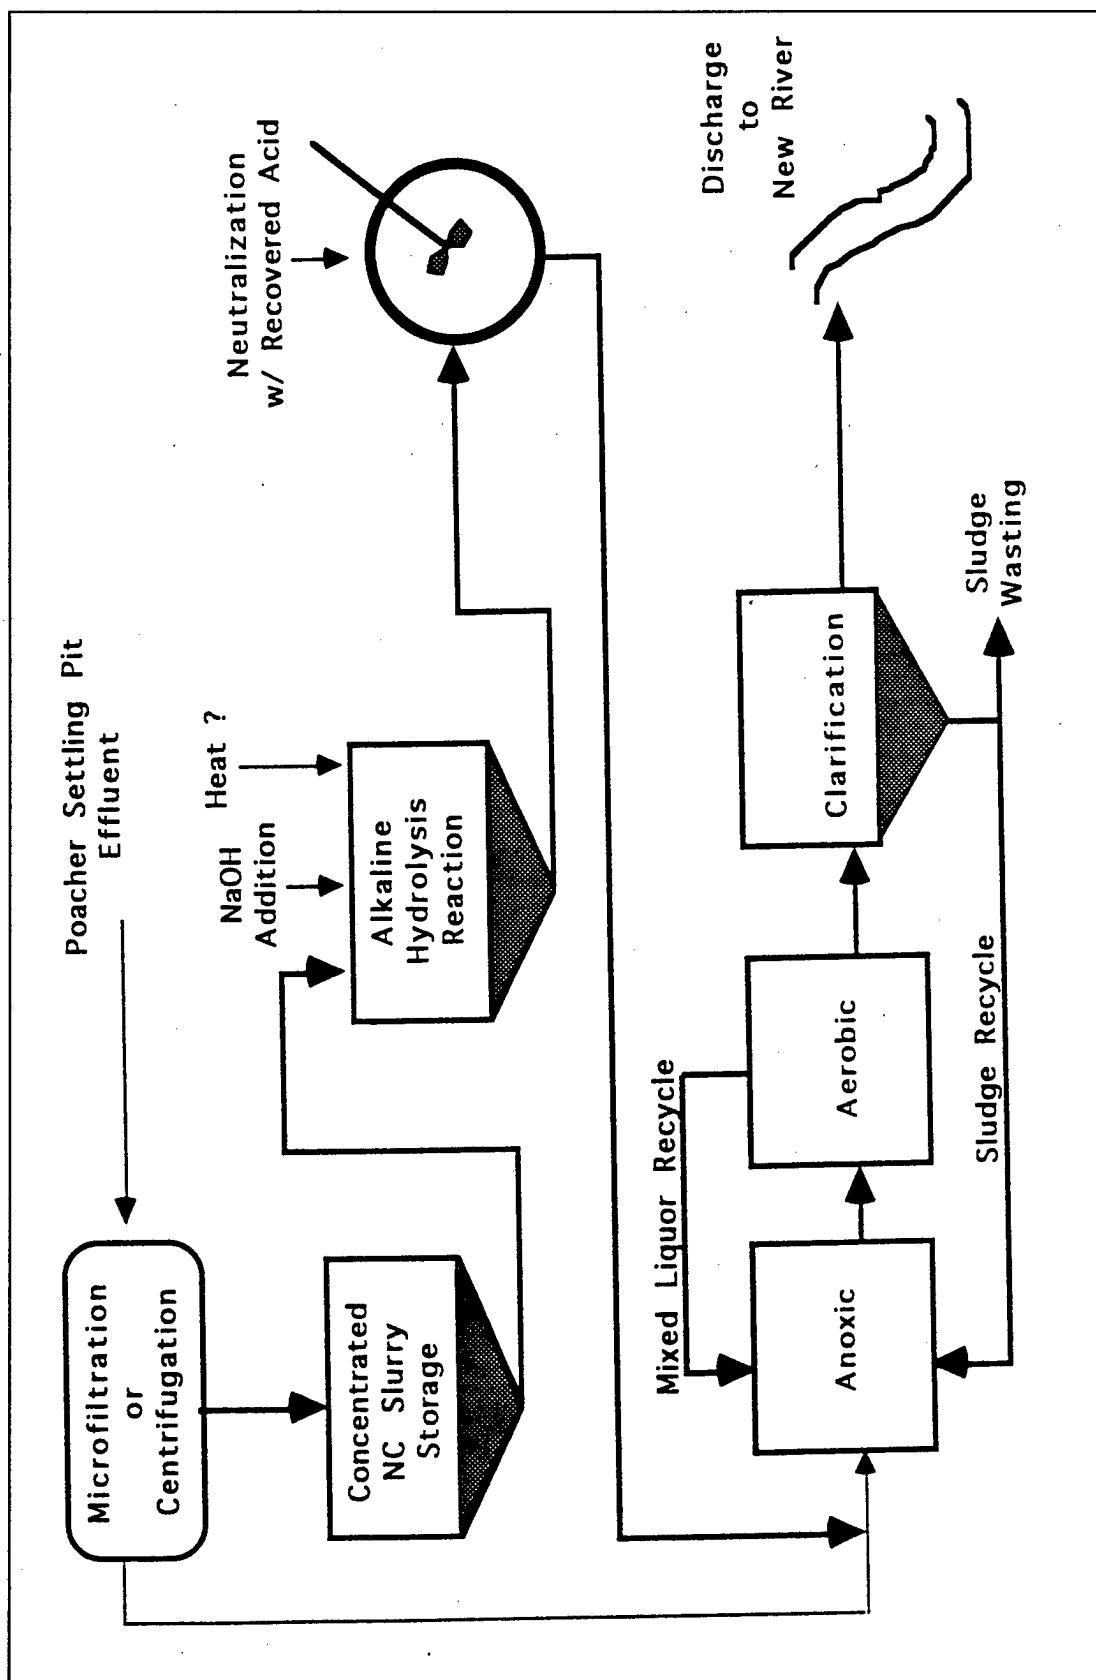 Poacher Settling Pit
Effluent
Microfiltration
or
Centrifugation
Concentrated
NC Slurry
Storage
NaOH
Addition
Heat ?
Alkaline
Hydrolysis
Reaction
Neutralization
w/ Recovered Acid
Mixed Liquor Recycle
Anoxic
Aerobic
Clarification
Sludge Recycle
Sludge
Wasting
Discharge
to
New River